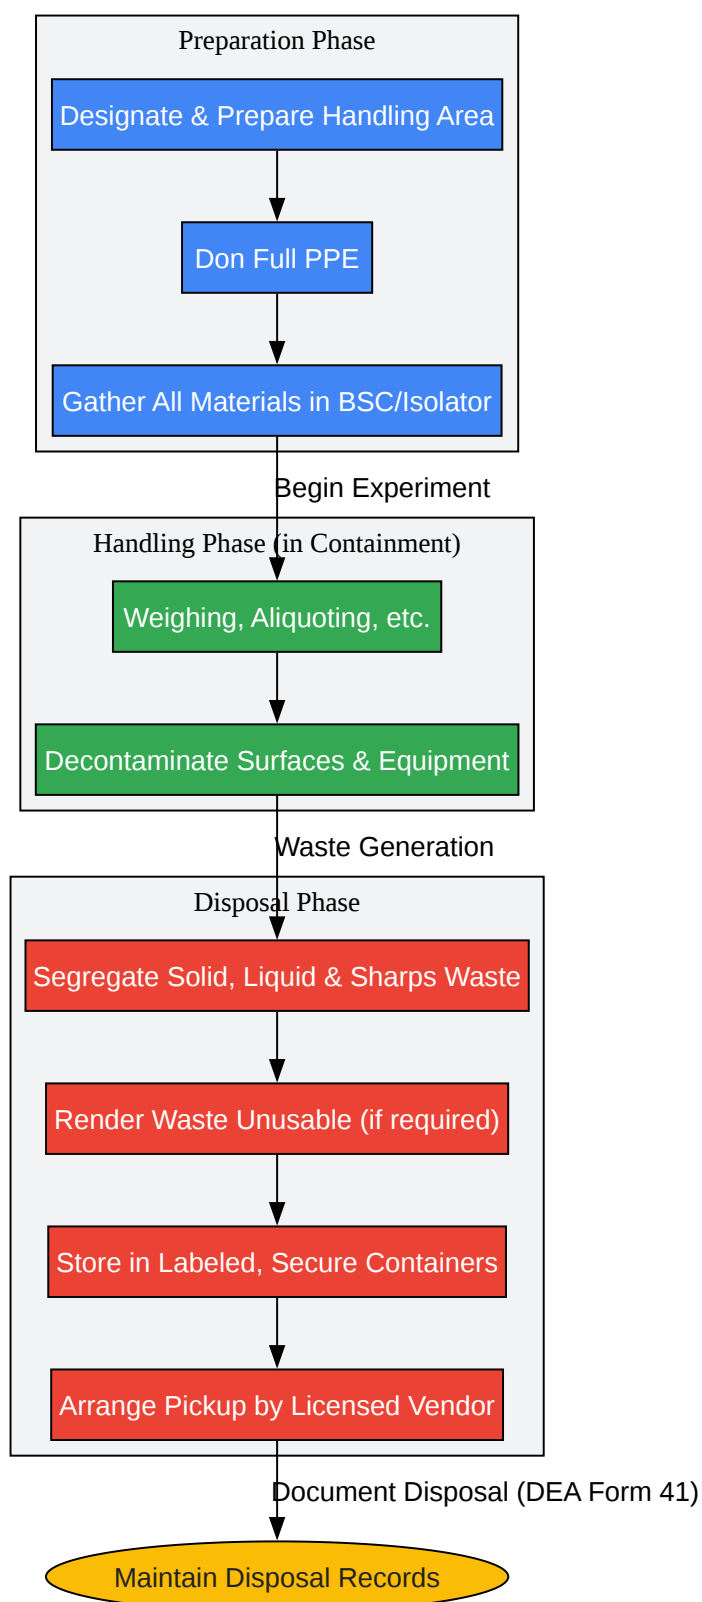 Preparation Phase
Designate & Prepare Handling Area
Don Full PPE
Gather All Materials in BSC/Isolator
Begin Experiment
Handling Phase (in Containment)
Weighing, Aliquoting, etc.
Decontaminate Surfaces & Equipment
Waste Generation
Disposal Phase
Segregate Solid, Liquid & Sharps Waste
Render Waste Unusable (if required)
Store in Labeled, Secure Containers
Arrange Pickup by Licensed Vendor
Document Disposal (DEA Form 41)
Maintain Disposal Records